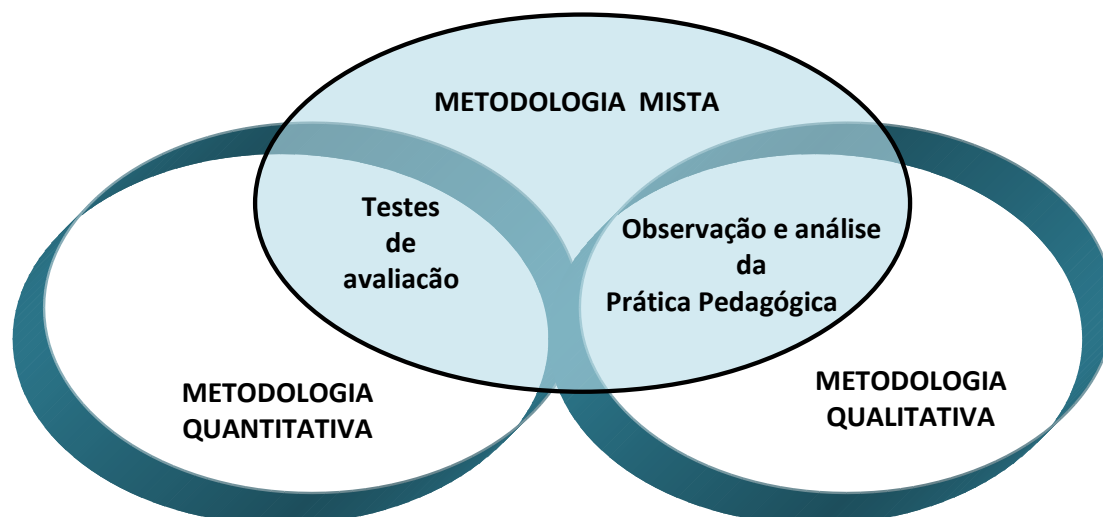 METODOLOGIA MISTA
Testes
de
avaliacão
Observação e análise
da
Prática Pedagógica
METODOLOGIA
QUANTITATIVA
METODOLOGIA
QUALITATIVA